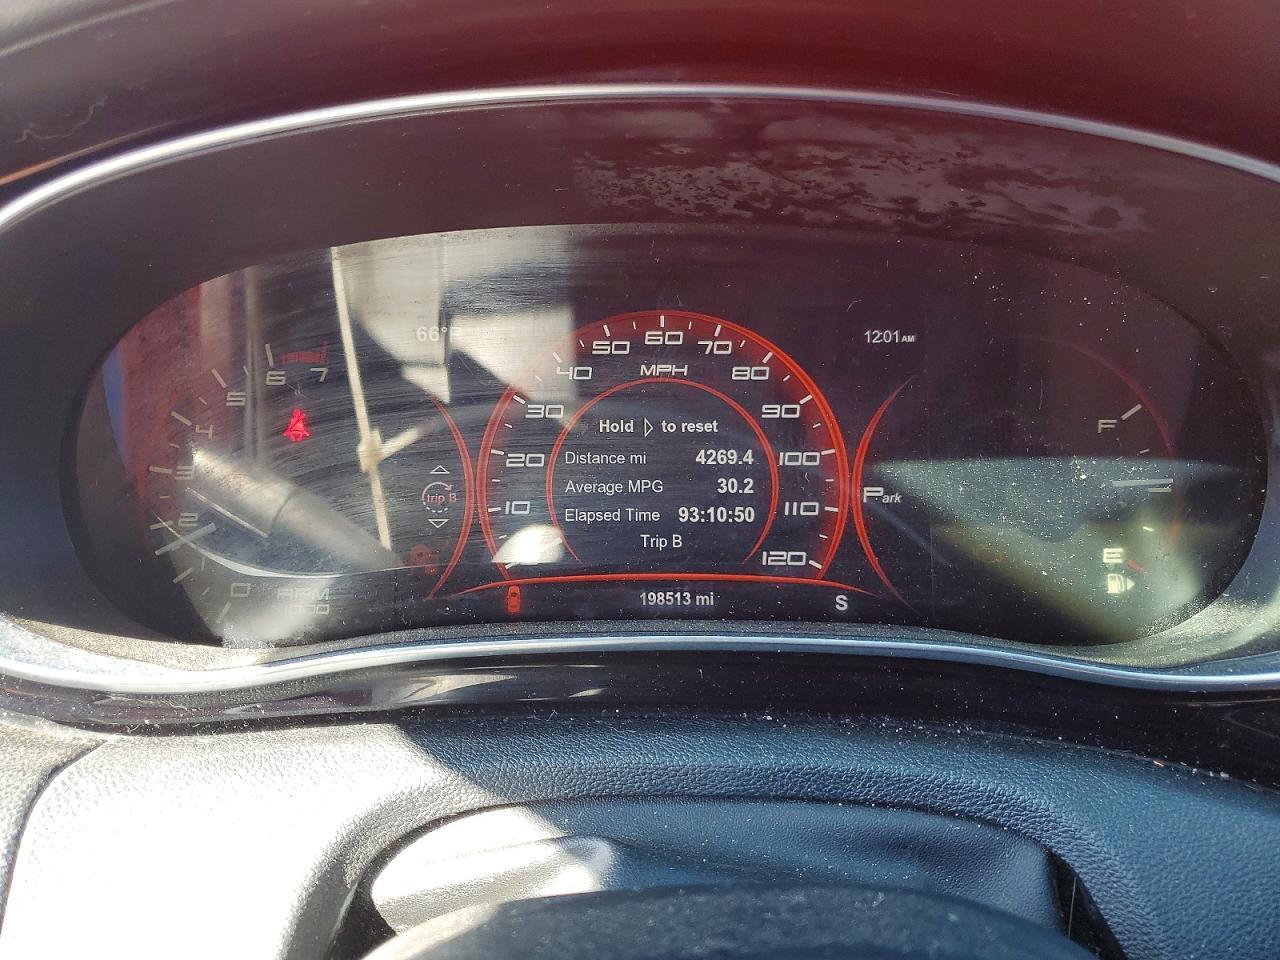 66°F
12:01AM
0
1
2
3
4
5
6
7
RPM
x1000
trip B
10
20
30
40
50
60
70
80
90
100
110
120
MPH
Hold ▷ to reset
Distance mi 4269.4
Average MPG 30.2
Elapsed Time 93:10:50
Trip B
198513 mi
S
Park
F
E